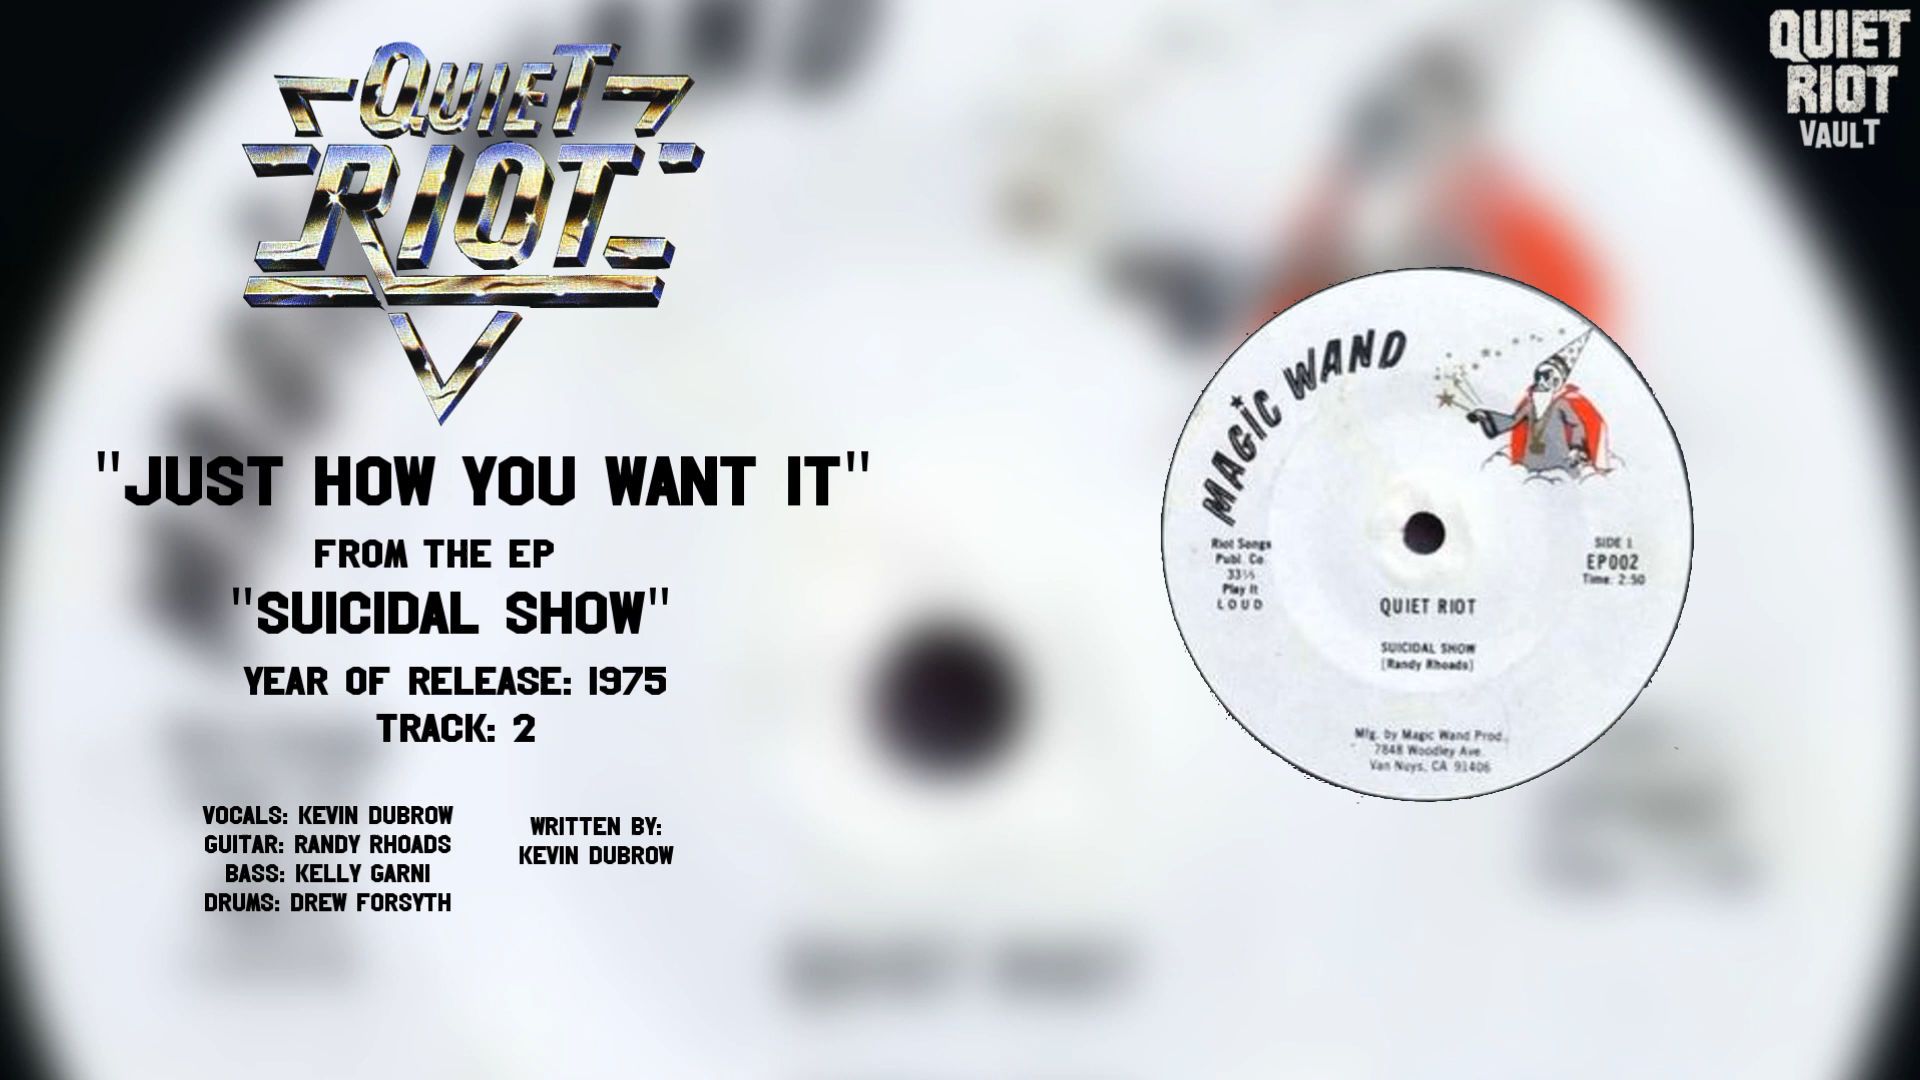 QUIET
RIOT
"JUST HOW YOU WANT IT"
FROM THE EP
"SUICIDAL SHOW"
YEAR OF RELEASE: 1975
TRACK: 2
VOCALS: KEVIN DUBROW
GUITAR: RANDY RHOADS
BASS: KELLY GARNI
DRUMS: DREW FORSYTH
WRITTEN BY:
KEVIN DUBROW
QUIET
RIOT
VAULT
MAGIC WAND
Riot Songs
Publ. Co.
33⅓
Play It
LOUD
SIDE 1
EP002
Time: 2:50
QUIET RIOT
SUICIDAL SHOW
(Randy Rhoads)
Mfg. by Magic Wand Prod.
7848 Woodley Ave.
Van Nuys, CA 91406